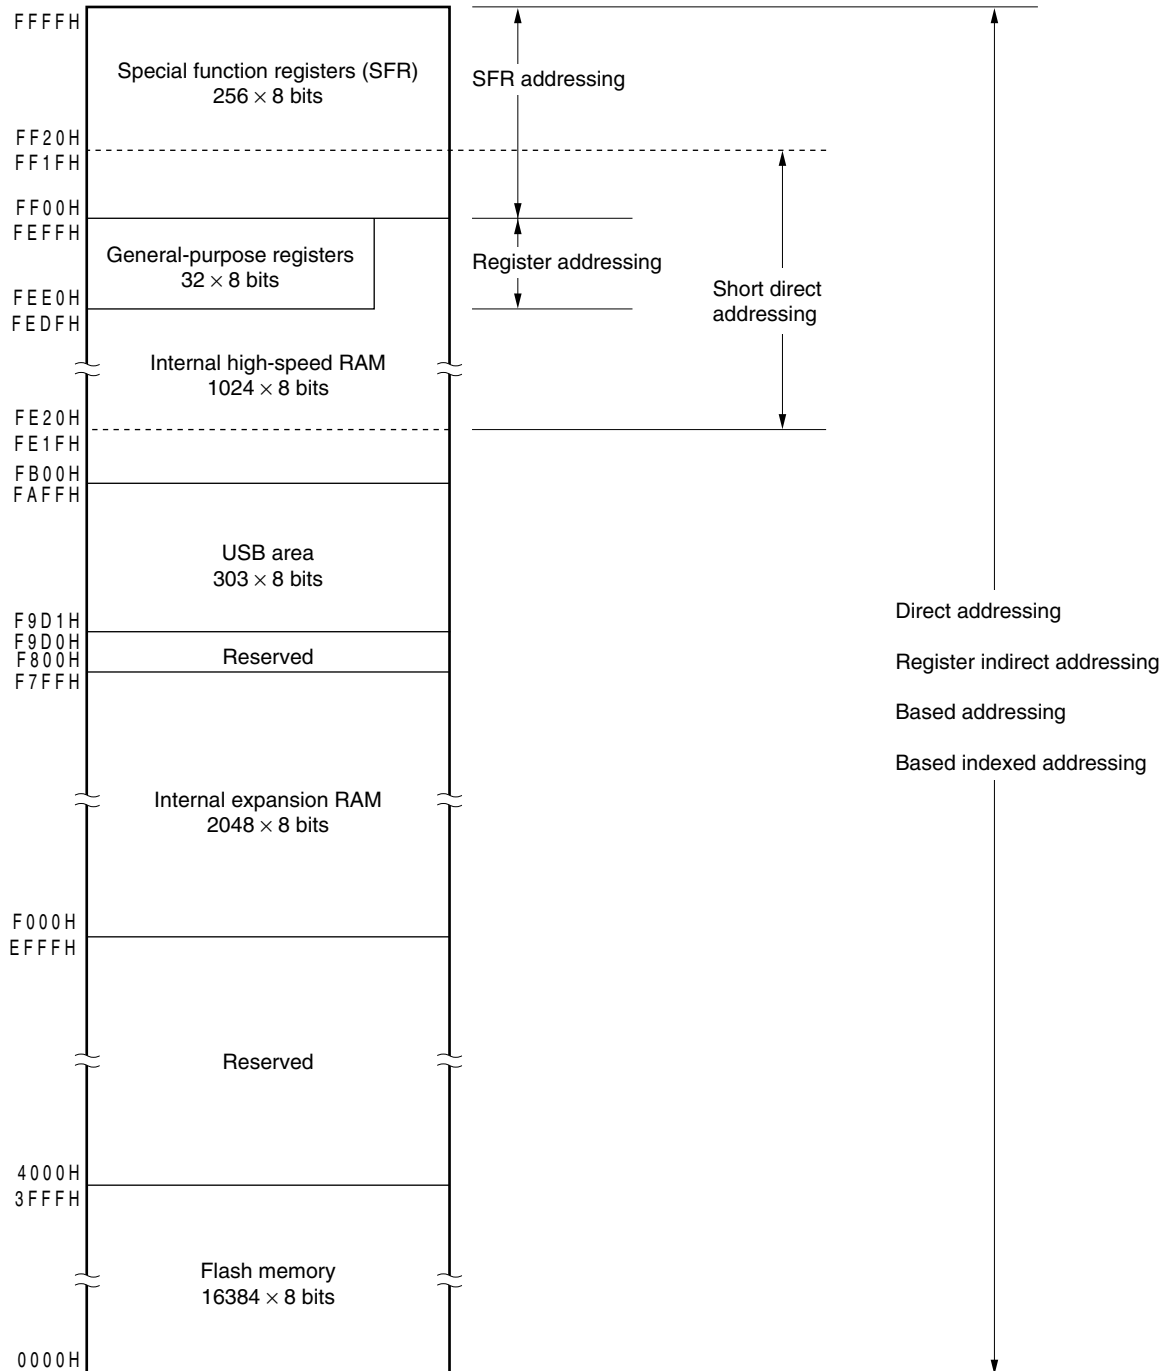 FFFFH
Special function registers (SFR)
256 × 8 bits
SFR addressing
FF20H
FF1FH
FF00H
FEFFH
General-purpose registers
32 × 8 bits
Register addressing
Short direct
addressing
FEE0H
FEDFH
Internal high-speed RAM
1024 × 8 bits
FE20H
FE1FH
FB00H
FAFFH
USB area
303 × 8 bits
F9D1H
F9D0H
F800H
F7FFH
Reserved
Direct addressing
Register indirect addressing
Based addressing
Based indexed addressing
Internal expansion RAM
2048 × 8 bits
F000H
EFFFH
Reserved
4000H
3FFFH
Flash memory
16384 × 8 bits
0000H